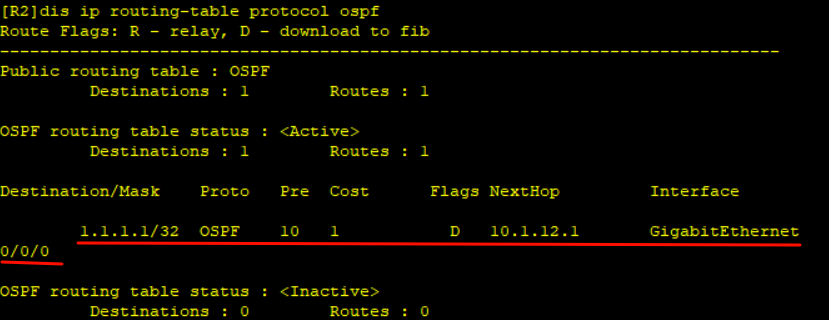 [R2]dis ip routing-table protocol ospf
Route Flags: R - relay, D - download to fib
------------------------------------------------------------------------------
Public routing table : OSPF
         Destinations : 1        Routes : 1
OSPF routing table status : <Active>
         Destinations : 1        Routes : 1
Destination/Mask    Proto   Pre  Cost         Flags NextHop         Interface
        1.1.1.1/32  OSPF    10   1              D   10.1.12.1       GigabitEthernet
0/0/0
OSPF routing table status : <Inactive>
         Destinations : 0        Routes : 0